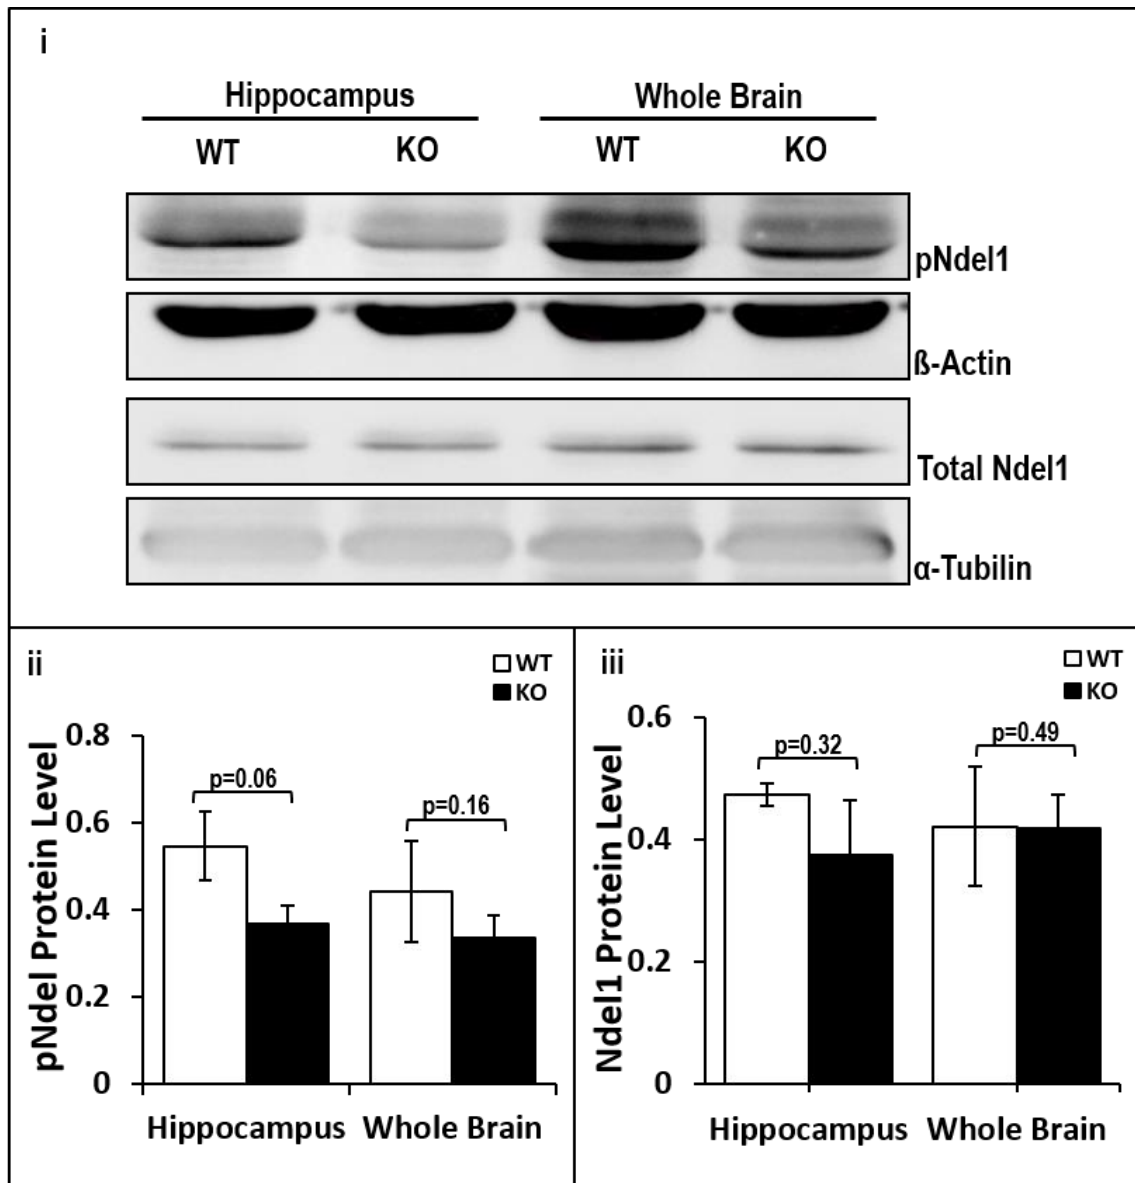 i
Hippocampus Whole Brain
WT KO WT KO
pNdel1
ß-Actin
Total Ndel1
α-Tubilin
ii
WT
KO
pNdel Protein Level
0.8
0.6
0.4
0.2
0
p=0.06
p=0.16
Hippocampus Whole Brain
iii
WT
KO
Ndel1 Protein Level
0.6
0.4
0.2
0
p=0.32
p=0.49
Hippocampus Whole Brain